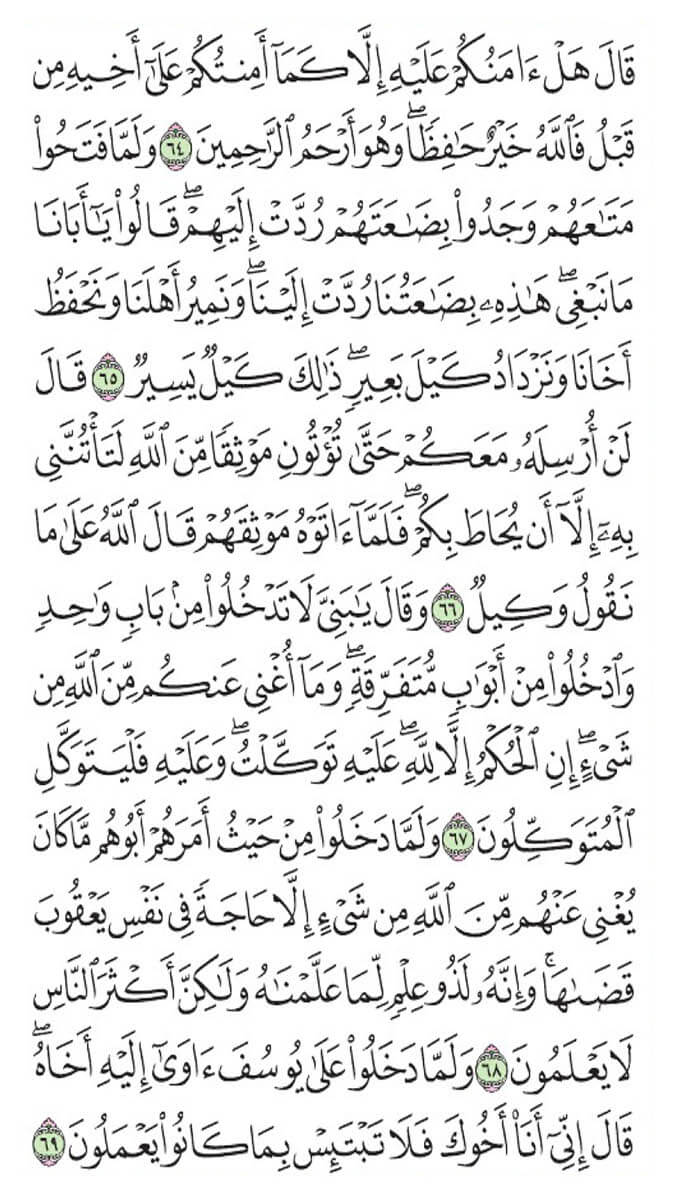 قَالَ هَلْ ءَامَنُكُمْ عَلَيْهِ إِلَّا كَمَآ أَمِنتُكُمْ عَلَىٰٓ أَخِيهِ مِن
قَبْلُ فَٱللَّهُ خَيْرٌ حَٰفِظًاۖ وَهُوَ أَرْحَمُ ٱلرَّٰحِمِينَ ٦٤ وَلَمَّا فَتَحُوا۟
مَتَٰعَهُمْ وَجَدُوا۟ بِضَٰعَتَهُمْ رُدَّتْ إِلَيْهِمْۖ قَالُوا۟ يَٰٓأَبَانَا
مَا نَبْغِىۖ هَٰذِهِۦ بِضَٰعَتُنَا رُدَّتْ إِلَيْنَاۖ وَنَمِيرُ أَهْلَنَا وَنَحْفَظُ
أَخَانَا وَنَزْدَادُ كَيْلَ بَعِيرٍۖ ذَٰلِكَ كَيْلٌ يَسِيرٌ ٦٥ قَالَ
لَنْ أُرْسِلَهُۥ مَعَكُمْ حَتَّىٰ تُؤْتُونِ مَوْثِقًا مِّنَ ٱللَّهِ لَتَأْتُنَّنِى
بِهِۦٓ إِلَّآ أَن يُحَاطَ بِكُمْۖ فَلَمَّآ ءَاتَوْهُ مَوْثِقَهُمْ قَالَ ٱللَّهُ عَلَىٰ مَا
نَقُولُ وَكِيلٌ ٦٦ وَقَالَ يَٰبَنِىَّ لَا تَدْخُلُوا۟ مِنۢ بَابٍ وَٰحِدٍ
وَٱدْخُلُوا۟ مِنْ أَبْوَٰبٍ مُّتَفَرِّقَةٍۖ وَمَآ أُغْنِى عَنكُم مِّنَ ٱللَّهِ مِن
شَىْءٍۖ إِنِ ٱلْحُكْمُ إِلَّا لِلَّهِۖ عَلَيْهِ تَوَكَّلْتُۖ وَعَلَيْهِ فَلْيَتَوَكَّلِ
ٱلْمُتَوَكِّلُونَ ٦٧ وَلَمَّا دَخَلُوا۟ مِنْ حَيْثُ أَمَرَهُمْ أَبُوهُم مَّا كَانَ
يُغْنِى عَنْهُم مِّنَ ٱللَّهِ مِن شَىْءٍ إِلَّا حَاجَةً فِى نَفْسِ يَعْقُوبَ
قَضَىٰهَاۚ وَإِنَّهُۥ لَذُو عِلْمٍ لِّمَا عَلَّمْنَٰهُ وَلَٰكِنَّ أَكْثَرَ ٱلنَّاسِ
لَا يَعْلَمُونَ ٦٨ وَلَمَّا دَخَلُوا۟ عَلَىٰ يُوسُفَ ءَاوَىٰٓ إِلَيْهِ أَخَاهُۖ
قَالَ إِنِّىٓ أَنَا۠ أَخُوكَ فَلَا تَبْتَئِسْ بِمَا كَانُوا۟ يَعْمَلُونَ ٦٩